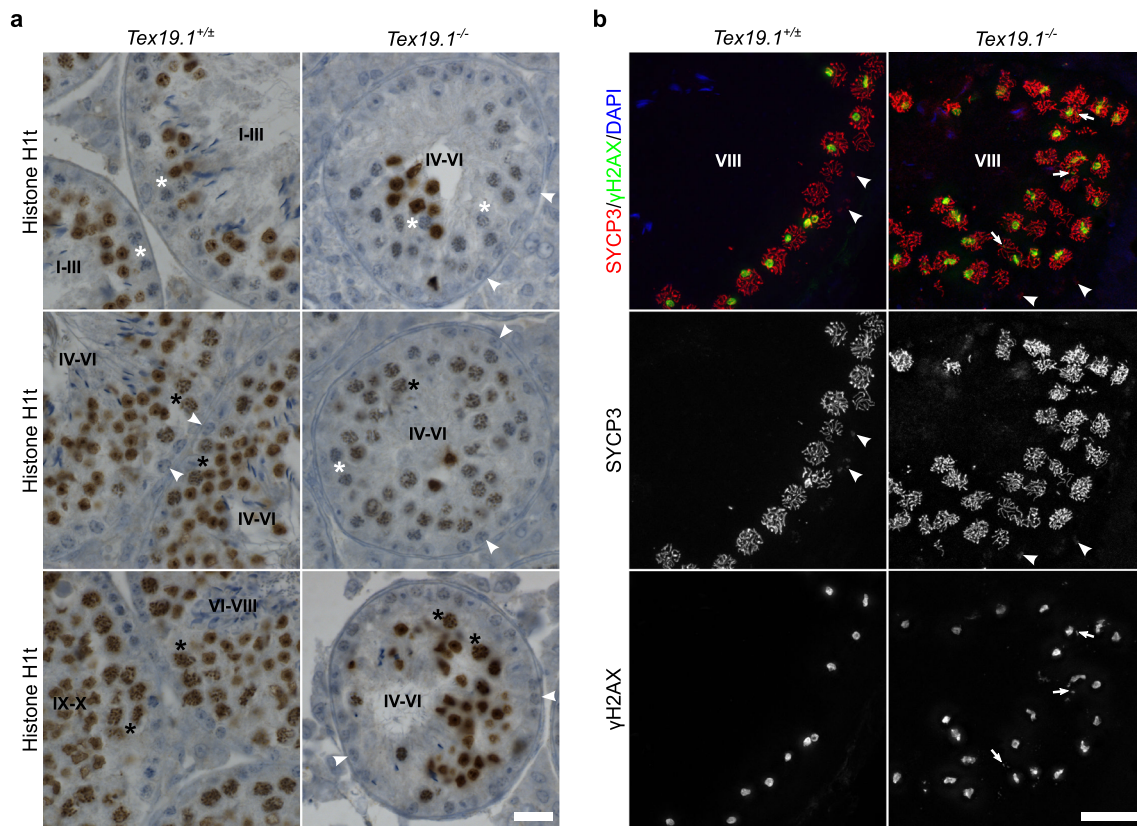 a
Tex19.1+/±
Tex19.1-/-
Histone H1t
I-III
I-III
*
*
IV-VI
*
*
Histone H1t
IV-VI
*
*
IV-VI
*
IV-VI
*
Histone H1t
VI-VIII
*
IX-X
*
*
*
IV-VI
b
Tex19.1+/±
Tex19.1-/-
SYCP3/γH2AX/DAPI
VIII
VIII
SYCP3
γH2AX